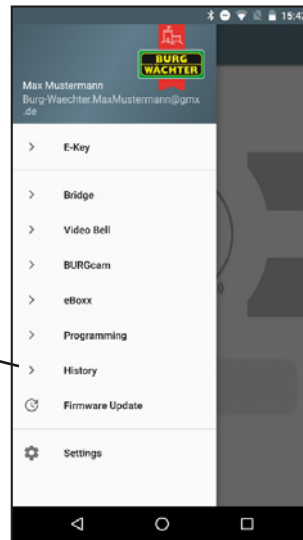 15:43
BURG
WÄCHTER
Max Mustermann
Burg-Waechter.MaxMustermann@gmx
.de
E-Key
Bridge
Video Bell
BURGcam
eBoxx
Programming
History
Firmware Update
Settings